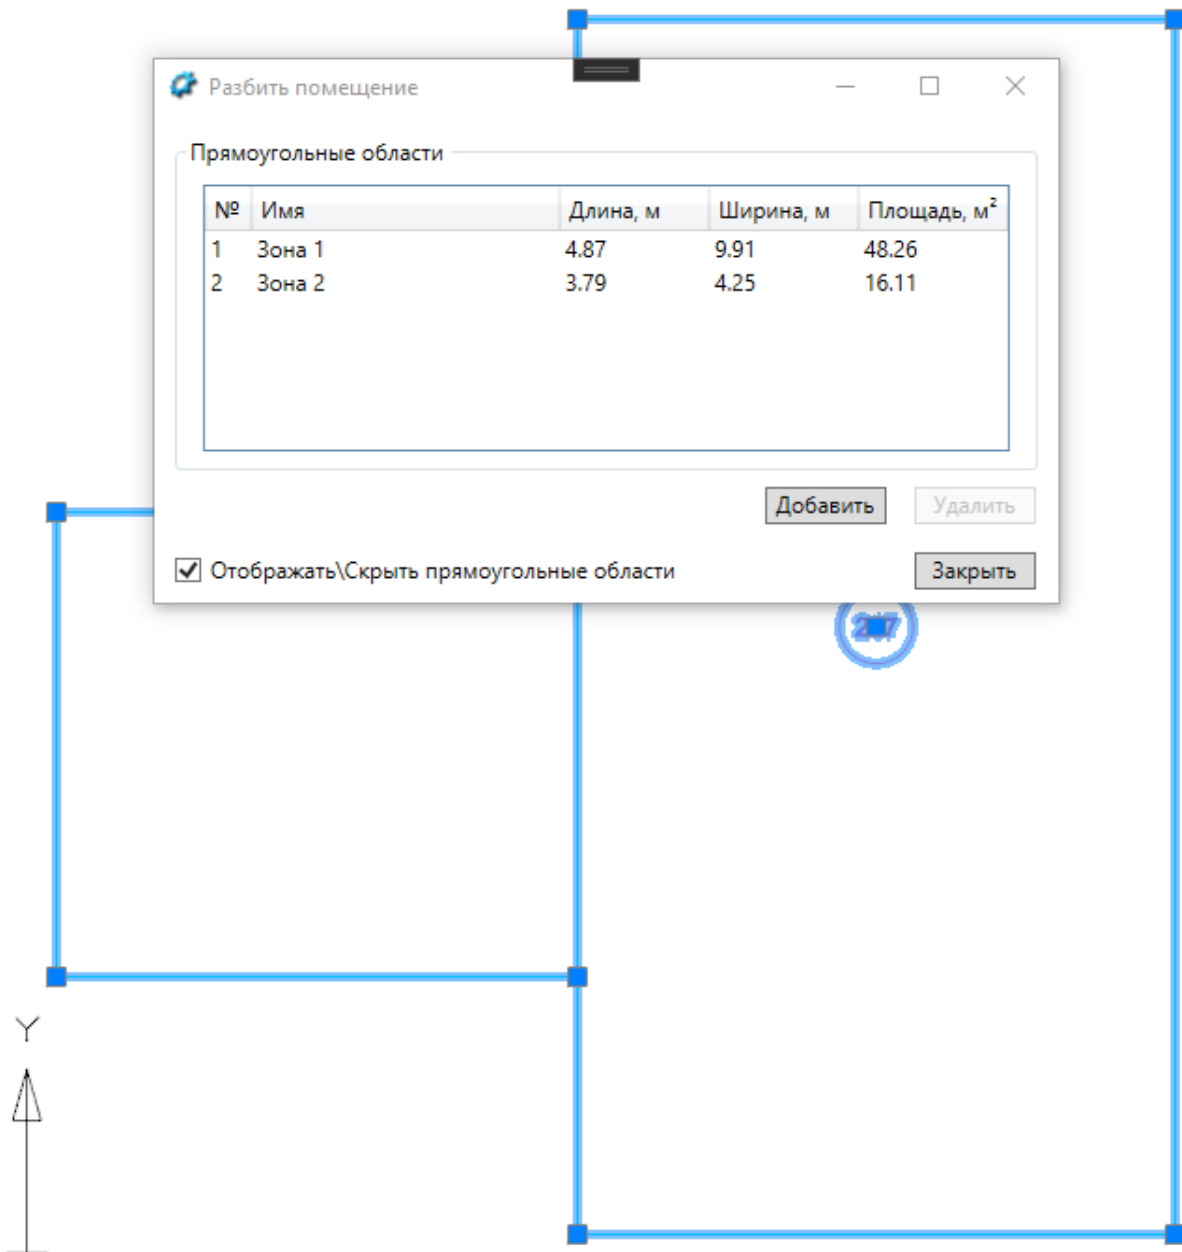 Разбить помещение
Прямоугольные области
№ Имя Длина, м Ширина, м Площадь, м²
1 Зона 1 4.87 9.91 48.26
2 Зона 2 3.79 4.25 16.11
Добавить Удалить
Отображать\Скрыть прямоугольные области Закрыть
Y